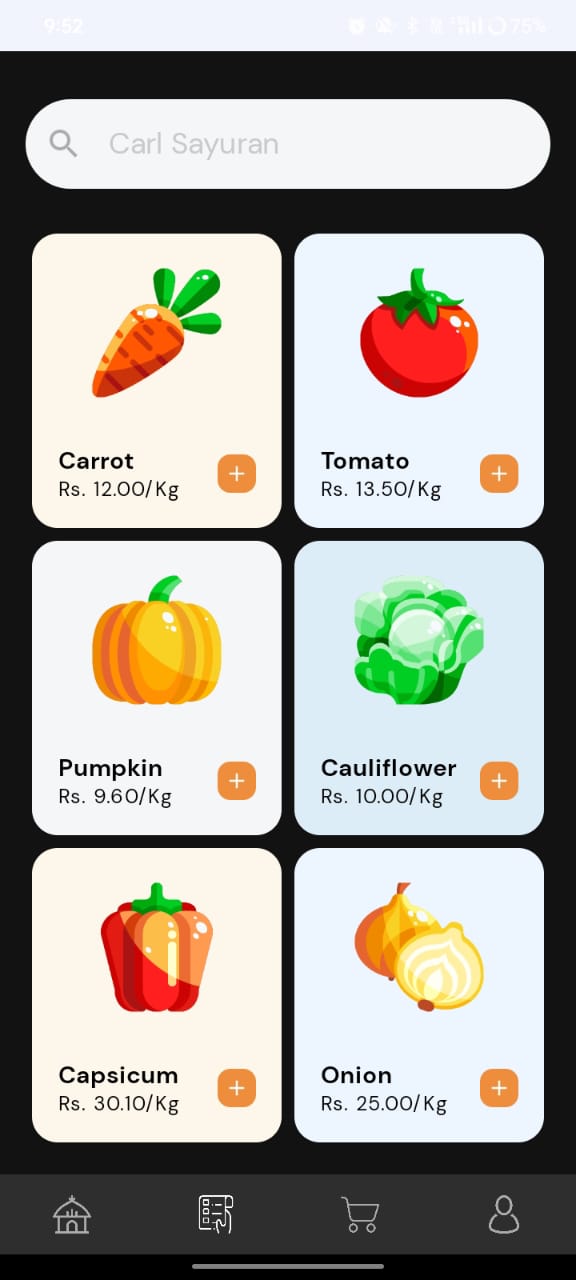 9:52
75%
Carl Sayuran
Carrot
Rs. 12.00/Kg
Tomato
Rs. 13.50/Kg
Pumpkin
Rs. 9.60/Kg
Cauliflower
Rs. 10.00/Kg
Capsicum
Rs. 30.10/Kg
Onion
Rs. 25.00/Kg